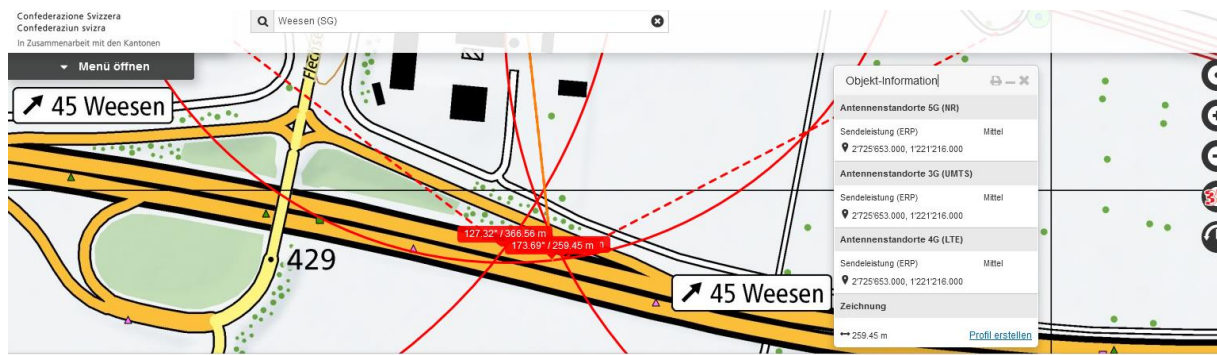 Confederazione Svizzera
Confederaziun svizra
In Zusammenarbeit mit den Kantonen
Weesen (SG)
Menü öffnen
45 Weesen
Objekt-Information
Antennenstandorte 5G (NR)
Sendeleistung (ERP) Mittel
2'725'653.000, 1'221'216.000
Antennenstandorte 3G (UMTS)
Sendeleistung (ERP) Mittel
2'725'653.000, 1'221'216.000
Antennenstandorte 4G (LTE)
Sendeleistung (ERP) Mittel
2'725'653.000, 1'221'216.000
Zeichnung
259.45 m Profil erstellen
127.32° / 366.56 m
173.69° / 259.45 m
429
45 Weesen